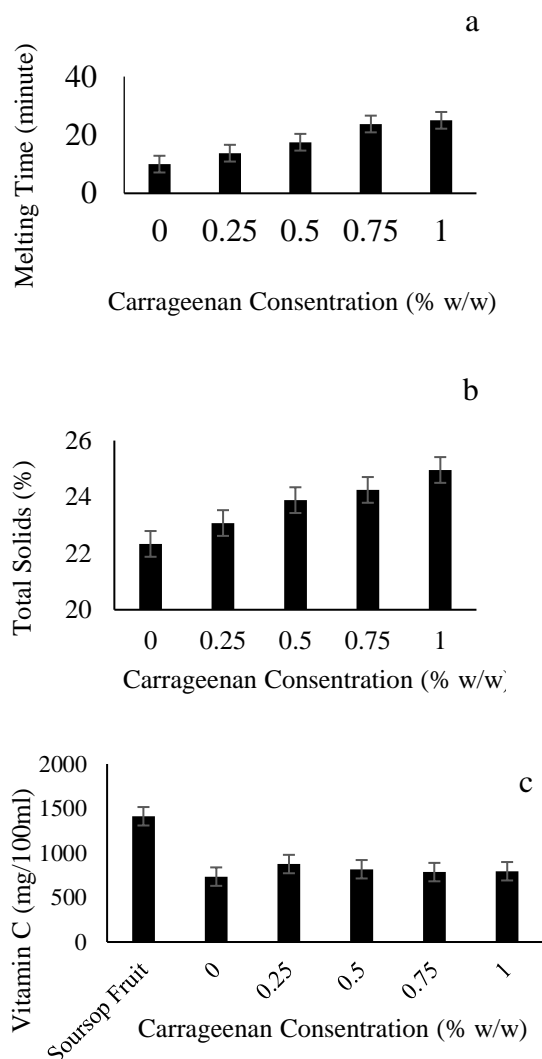 a
Melting Time (minute)
40
20
0
0 0.25 0.5 0.75 1
Carrageenan Consentration (% w/w)
b
Total Solids (%)
26
24
22
20
0 0.25 0.5 0.75 1
Carrageenan Consentration (% w/w)
c
Vitamin C (mg/100ml)
2000
1500
1000
500
0
Soursop Fruit 0 0.25 0.5 0.75 1
Carrageenan Consentration (% w/w)